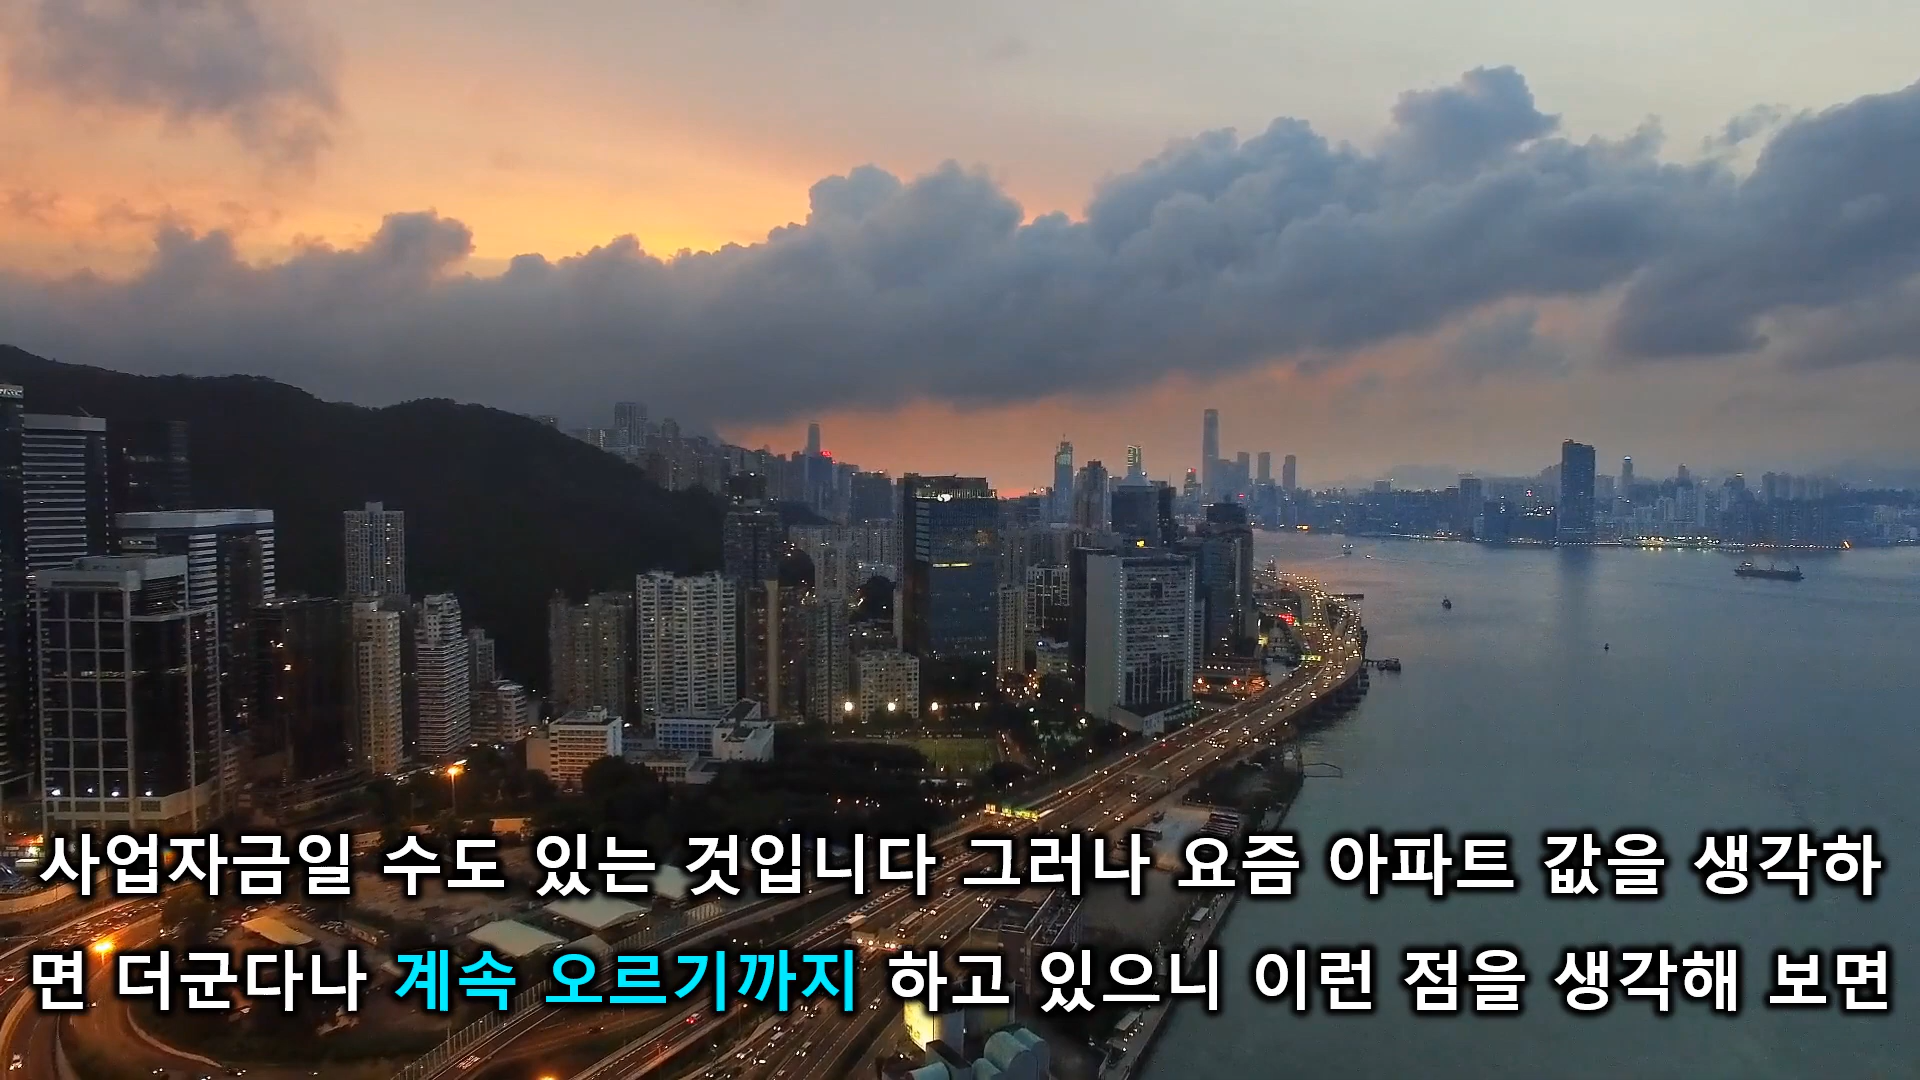 사업자금일 수도 있는 것입니다 그러나 요즘 아파트 값을 생각하
면 더군다나 계속 오르기까지 하고 있으니 이런 점을 생각해 보면